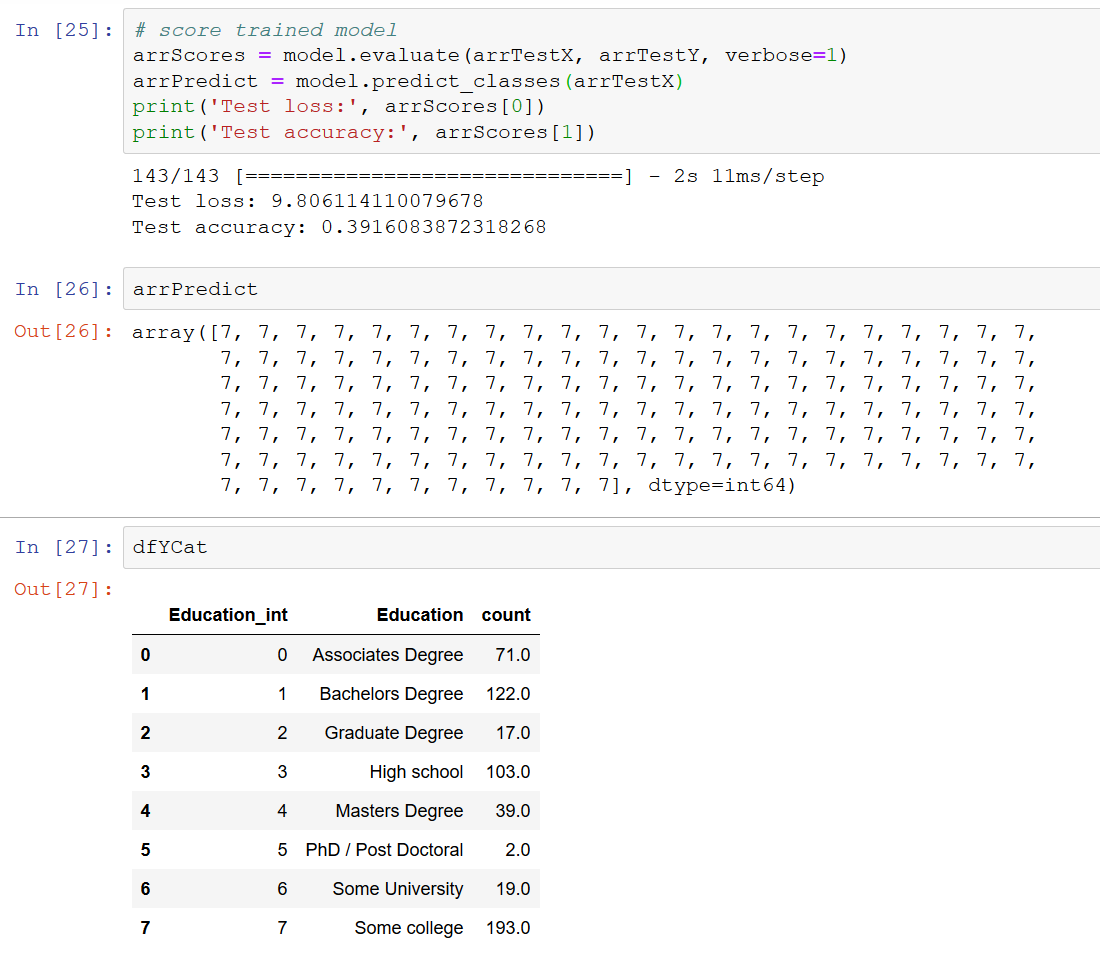 In [25]: # score trained model
arrScores = model.evaluate(arrTestX, arrTestY, verbose=1)
arrPredict = model.predict_classes(arrTestX)
print('Test loss:', arrScores[0])
print('Test accuracy:', arrScores[1])
143/143 [==============================] - 2s 11ms/step
Test loss: 9.806114110079678
Test accuracy: 0.3916083872318268
In [26]: arrPredict
Out[26]: array([7, 7, 7, 7, 7, 7, 7, 7, 7, 7, 7, 7, 7, 7, 7, 7, 7, 7, 7, 7, 7, 7,
7, 7, 7, 7, 7, 7, 7, 7, 7, 7, 7, 7, 7, 7, 7, 7, 7, 7, 7, 7, 7, 7,
7, 7, 7, 7, 7, 7, 7, 7, 7, 7, 7, 7, 7, 7, 7, 7, 7, 7, 7, 7, 7, 7,
7, 7, 7, 7, 7, 7, 7, 7, 7, 7, 7, 7, 7, 7, 7, 7, 7, 7, 7, 7, 7, 7,
7, 7, 7, 7, 7, 7, 7, 7, 7, 7, 7, 7, 7, 7, 7, 7, 7, 7, 7, 7, 7, 7,
7, 7, 7, 7, 7, 7, 7, 7, 7, 7, 7, 7, 7, 7, 7, 7, 7, 7, 7, 7, 7, 7,
7, 7, 7, 7, 7, 7, 7, 7, 7, 7, 7], dtype=int64)
In [27]: dfYCat
Out[27]:
Education_int Education count
0 0 Associates Degree 71.0
1 1 Bachelors Degree 122.0
2 2 Graduate Degree 17.0
3 3 High school 103.0
4 4 Masters Degree 39.0
5 5 PhD / Post Doctoral 2.0
6 6 Some University 19.0
7 7 Some college 193.0